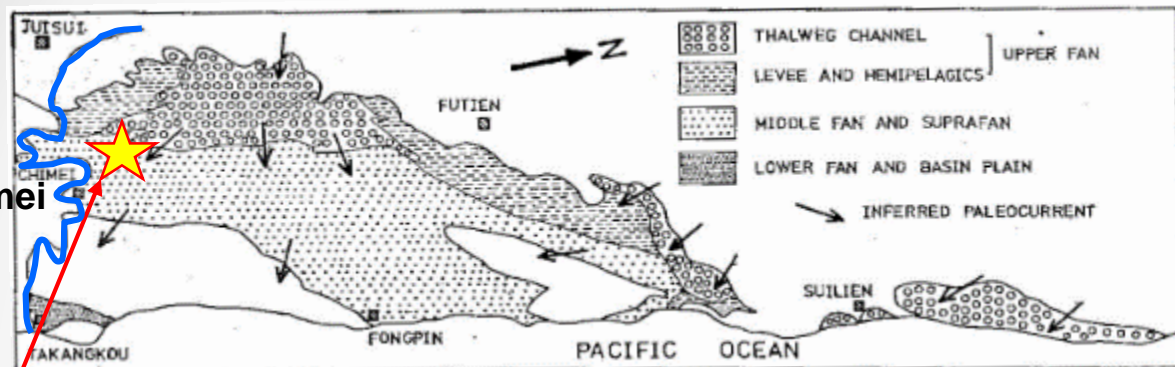 JUISUI
N
THALWEG CHANNEL
UPPER FAN
LEVEE AND HEMIPELAGICS
FUTIEN
MIDDLE FAN AND SUPRAFAN
LOWER FAN AND BASIN PLAIN
CHIMEI
mei
INFERRED PALEOCURRENT
SUILIEN
FONGPIN
TAKANGKOU
PACIFIC OCEAN